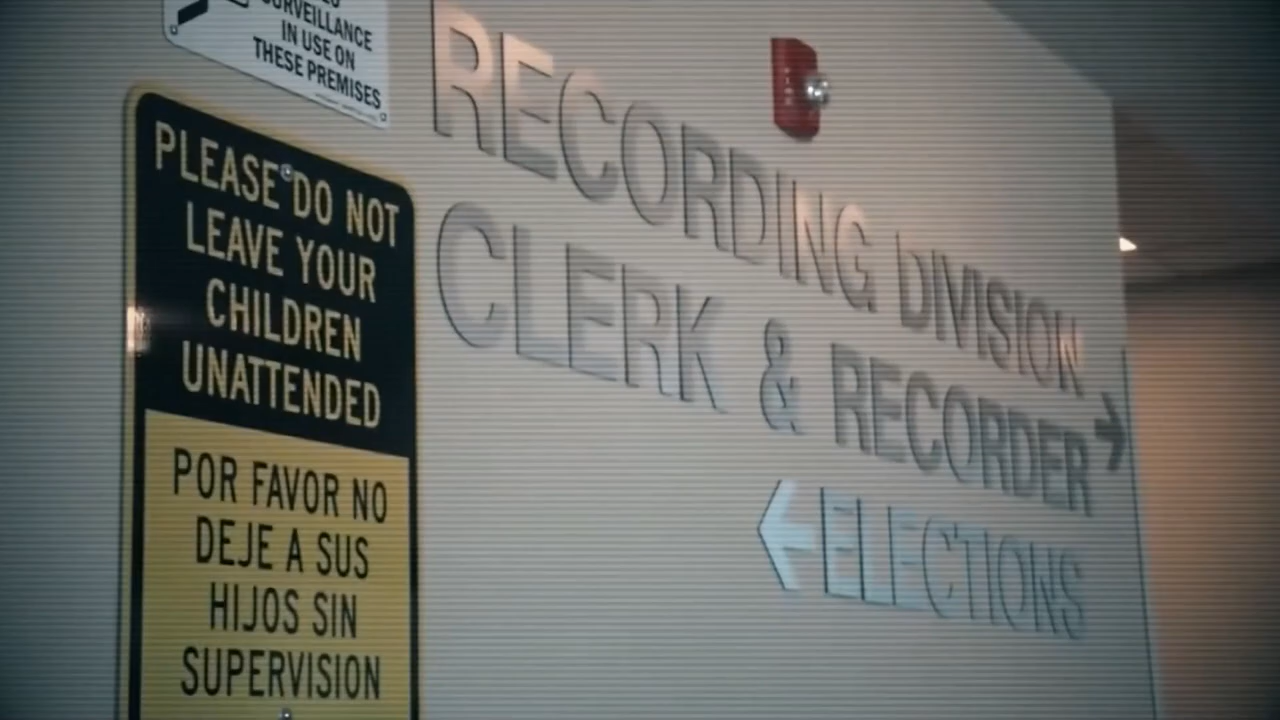 SURVEILLANCE
IN USE ON
THESE PREMISES
PLEASE DO NOT
LEAVE YOUR
CHILDREN
UNATTENDED
POR FAVOR NO
DEJE A SUS
HIJOS SIN
SUPERVISION
RECORDING DIVISION
CLERK & RECORDER →
← ELECTIONS